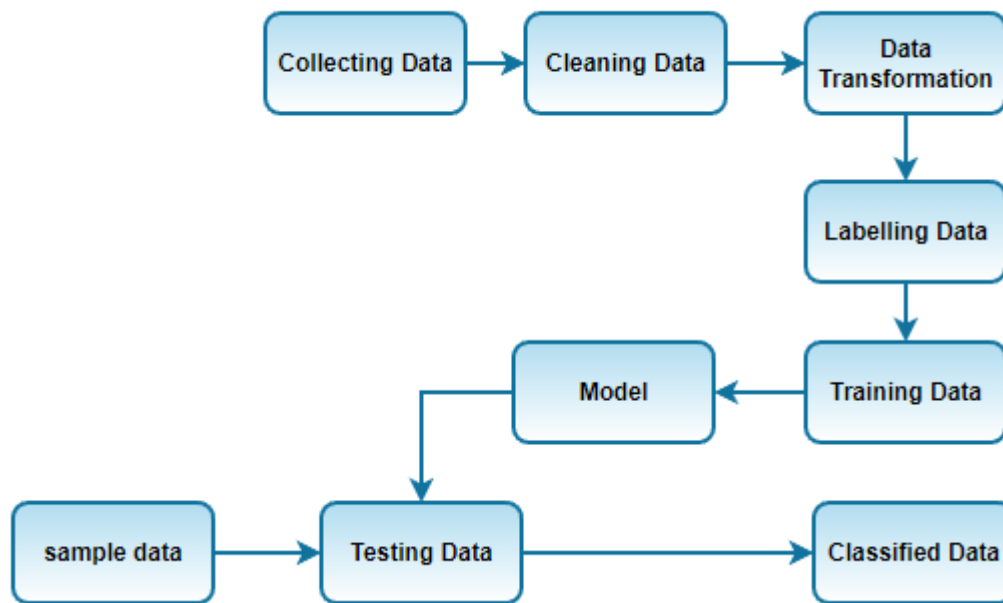 Collecting Data
Cleaning Data
Data
Transformation
Labelling Data
Model
Training Data
sample data
Testing Data
Classified Data